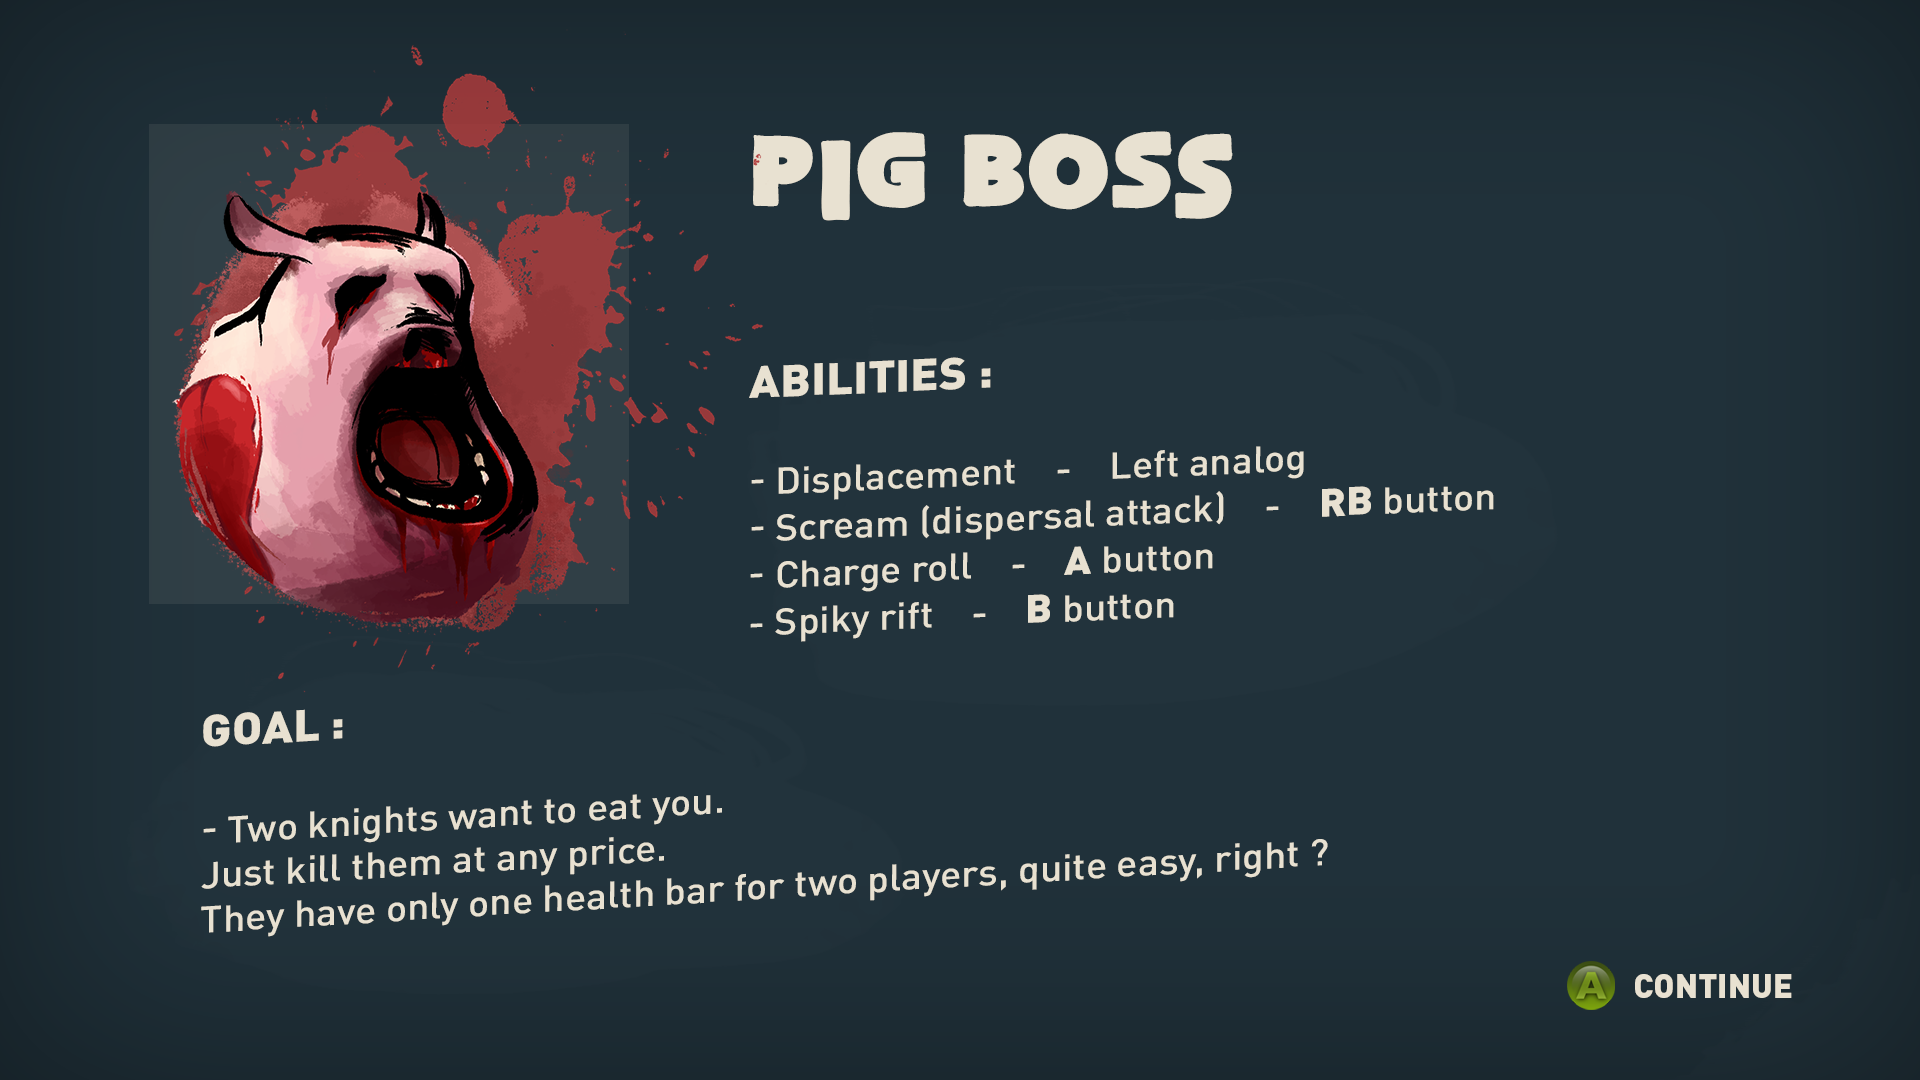 PIG BOSS
ABILITIES :
- Displacement - Left analog
- Scream (dispersal attack) - RB button
- Charge roll - A button
- Spiky rift - B button
GOAL :
- Two knights want to eat you.
Just kill them at any price.
They have only one health bar for two players, quite easy, right ?
A CONTINUE